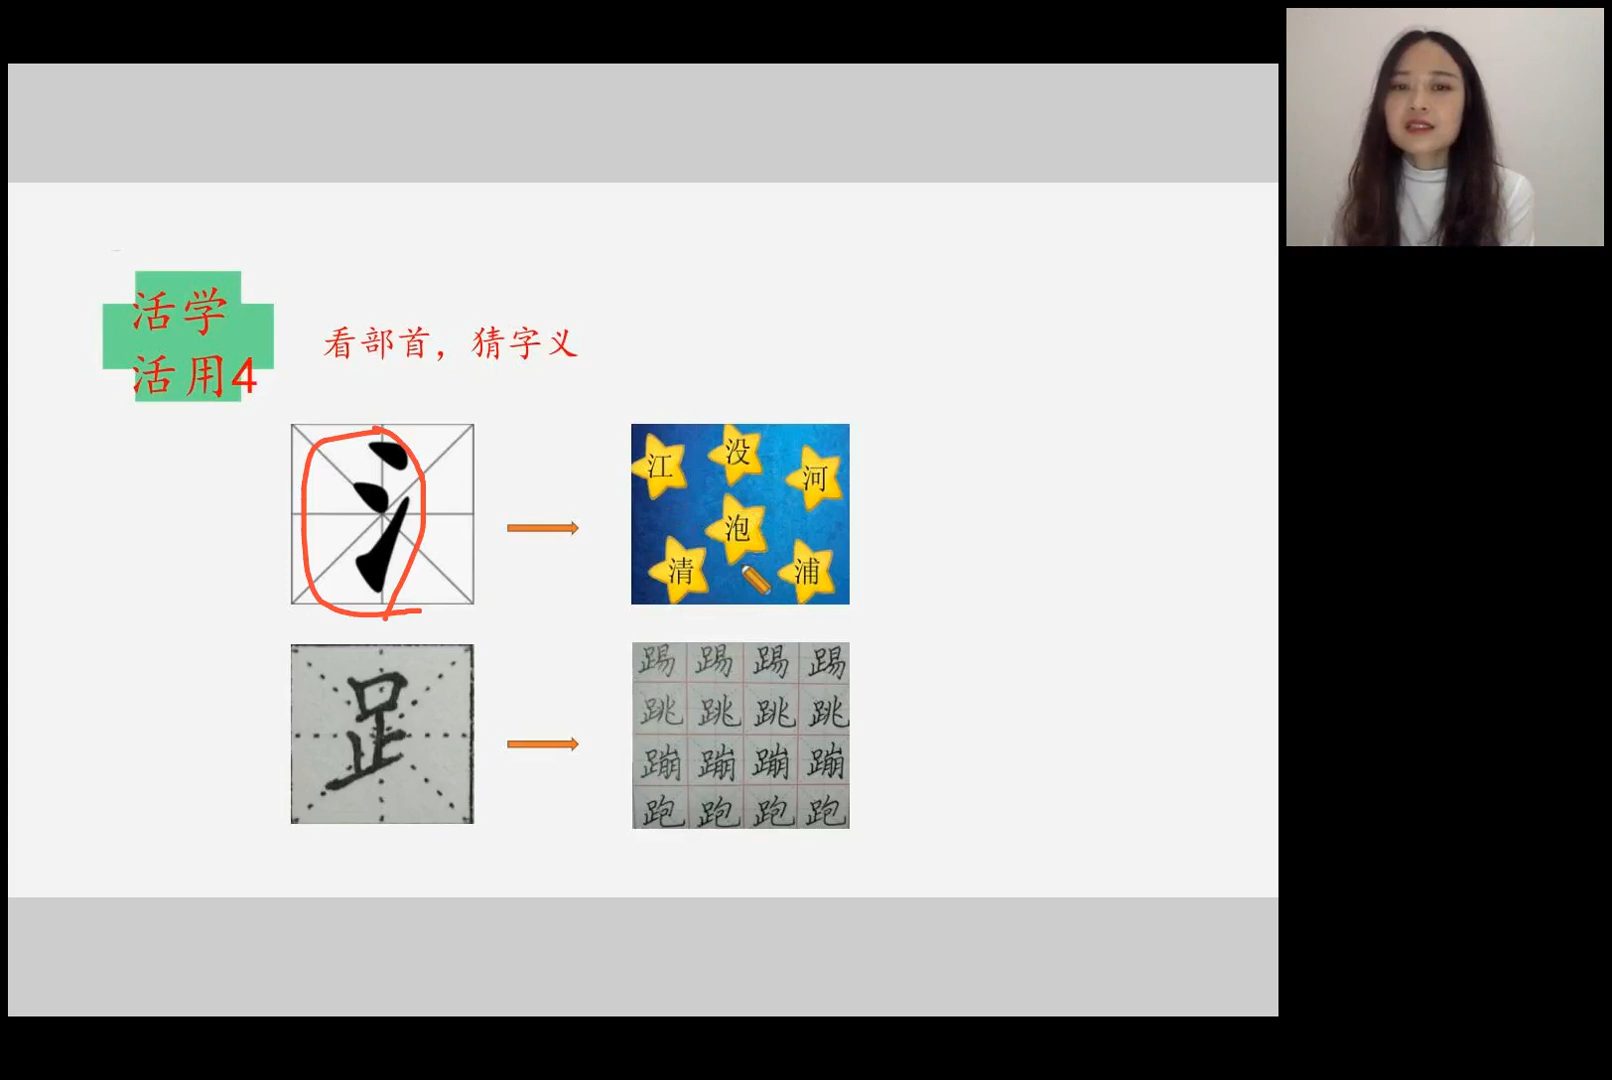 活学
活用4
看部首，猜字义
氵
江
没
河
泡
清
浦
𧾷
踢 踢 踢 踢
跳 跳 跳 跳
蹦 蹦 蹦 蹦
跑 跑 跑 跑